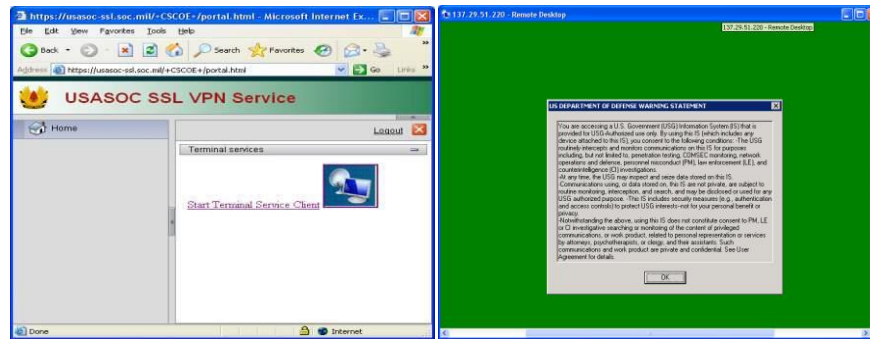 https://usasoc-ssl.soc.mil/+CSCOE+/portal.html - Microsoft Internet Ex...
File Edit View Favorites Tools Help
Back Search Favorites
Address https://usasoc-ssl.soc.mil/+CSCOE+/portal.html Go Links
USASOC SSL VPN Service
Home
Logout
Terminal services
Start Terminal Service Client
Done Internet
137.29.51.220 - Remote Desktop
137.29.51.220 - Remote Desktop
US DEPARTMENT OF DEFENSE WARNING STATEMENT
You are accessing a U.S. Government (USG) Information System (IS) that is
provided for USG-Authorized use only. By using this IS (which includes any
device attached to this IS), you consent to the following conditions: -The USG
routinely intercepts and monitors communications on this IS for purposes
including, but not limited to, penetration testing, COMSEC monitoring, network
operations and defense, personnel misconduct (PM), law enforcement (LE), and
counterintelligence (CI) investigations.
-At any time, the USG may inspect and seize data stored on this IS.
-Communications using, or data stored on, this IS are not private, are subject to
routine monitoring, interception, and search, and may be disclosed or used for any
USG authorized purpose. -This IS includes security measures (e.g., authentication
and access controls) to protect USG interests-not for your personal benefit or
privacy.
-Notwithstanding the above, using this IS does not constitute consent to PM, LE
or CI investigative searching or monitoring of the content of privileged
communications, or work product, related to personal representation or services
by attorneys, psychotherapists, or clergy, and their assistants. Such
communications and work product are private and confidential. See User
Agreement for details.
OK